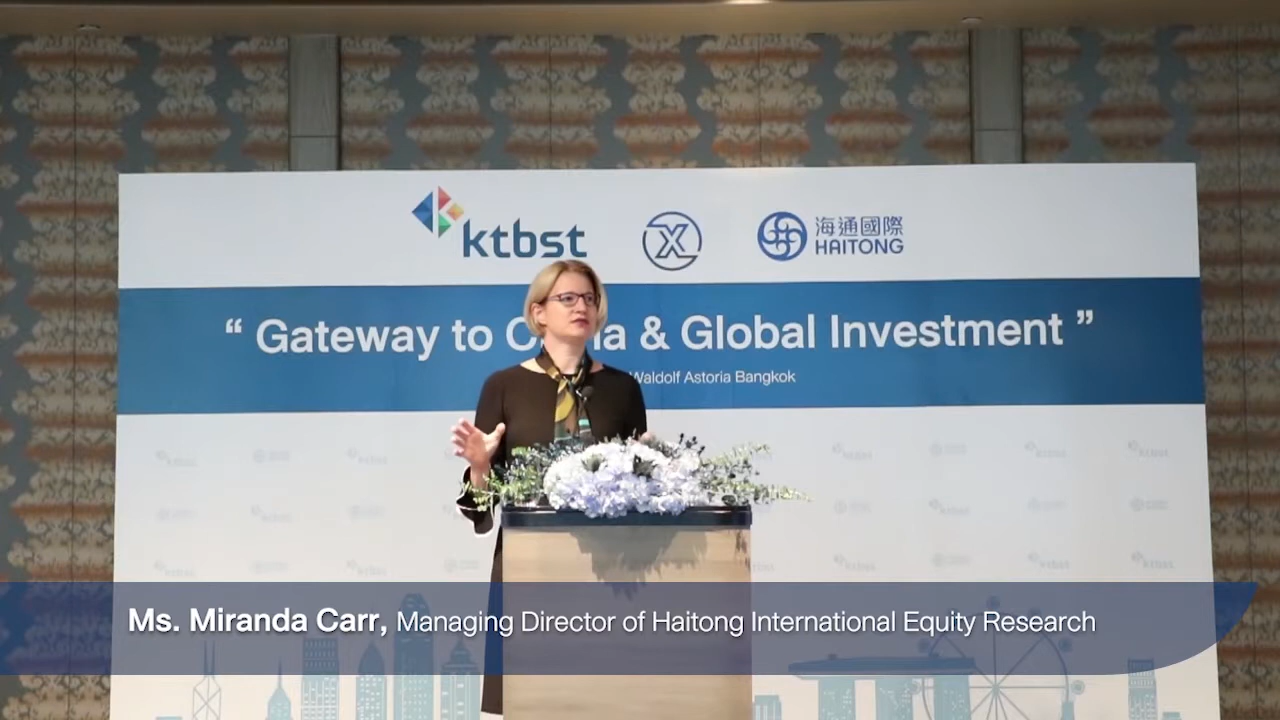 ktbst
X
海通國際
HAITONG
“ Gateway to C a & Global Investment ”
Waldolf Astoria Bangkok
Ms. Miranda Carr, Managing Director of Haitong International Equity Research